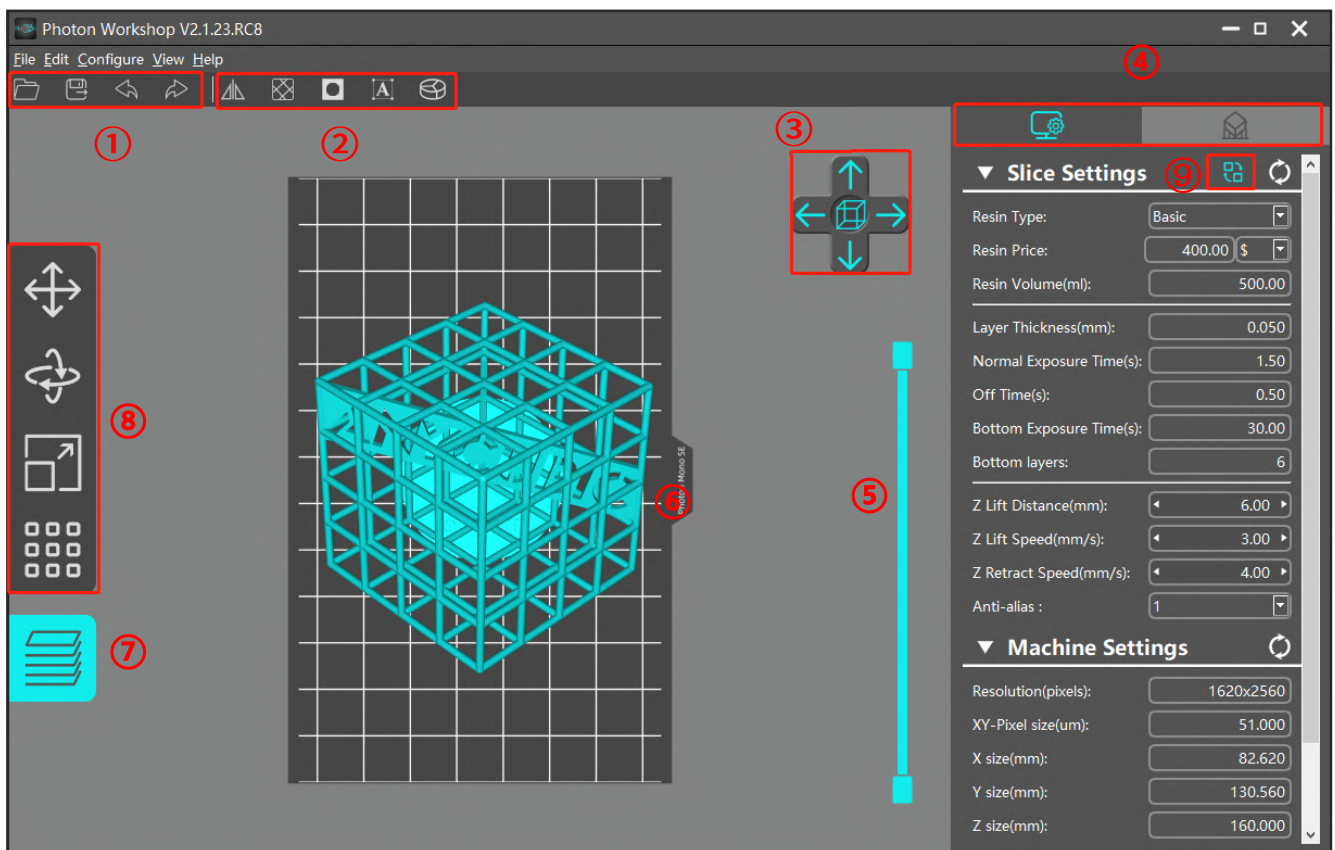 Photon Workshop V2.1.23.RC8
File Edit Configure View Help
A
①
②
③
④
Slice Settings
⑨
Resin Type: Basic
Resin Price: 400.00 $
Resin Volume(ml): 500.00
Layer Thickness(mm): 0.050
Normal Exposure Time(s): 1.50
Off Time(s): 0.50
Bottom Exposure Time(s): 30.00
Bottom layers: 6
Z Lift Distance(mm): 6.00
Z Lift Speed(mm/s): 3.00
Z Retract Speed(mm/s): 4.00
Anti-alias : 1
Machine Settings
Resolution(pixels): 1620x2560
XY-Pixel size(um): 51.000
X size(mm): 82.620
Y size(mm): 130.560
Z size(mm): 160.000
⑧
⑦
Photon Mono SE
⑥
⑤